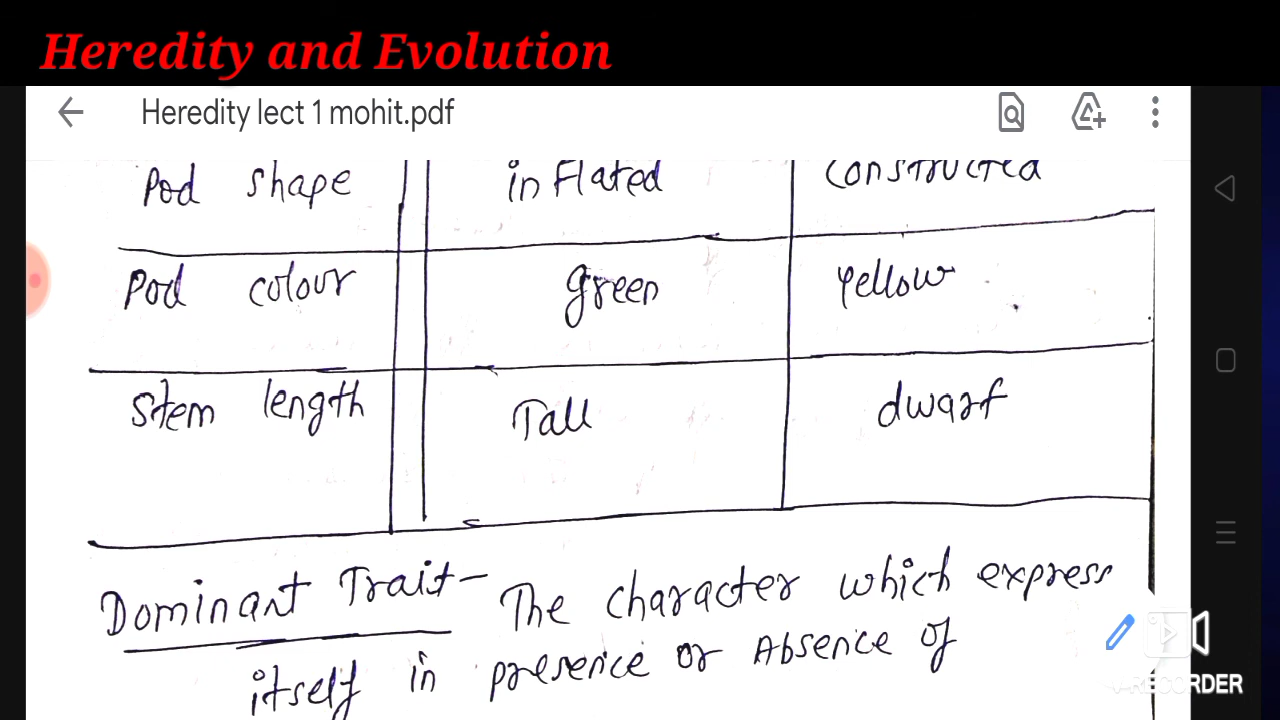 Heredity and Evolution
Heredity lect 1 mohit.pdf
Pod shape inflated constructed
Pod colour green yellow
Stem length Tall dwarf
Dominant Trait- The character which express
itself in presence or Absence of
RECORDER